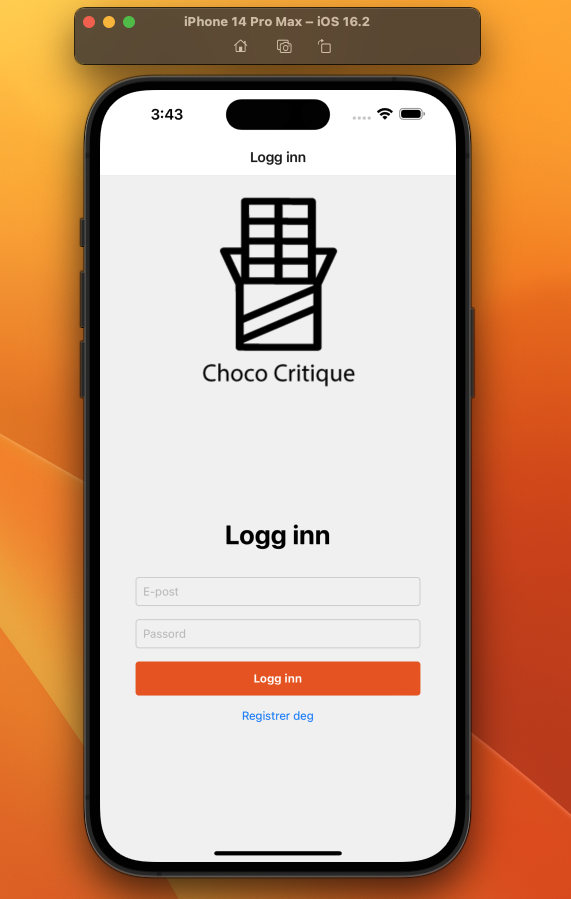 iPhone 14 Pro Max – iOS 16.2
3:43
Logg inn
Choco Critique
Logg inn
E-post
Passord
Logg inn
Registrer deg